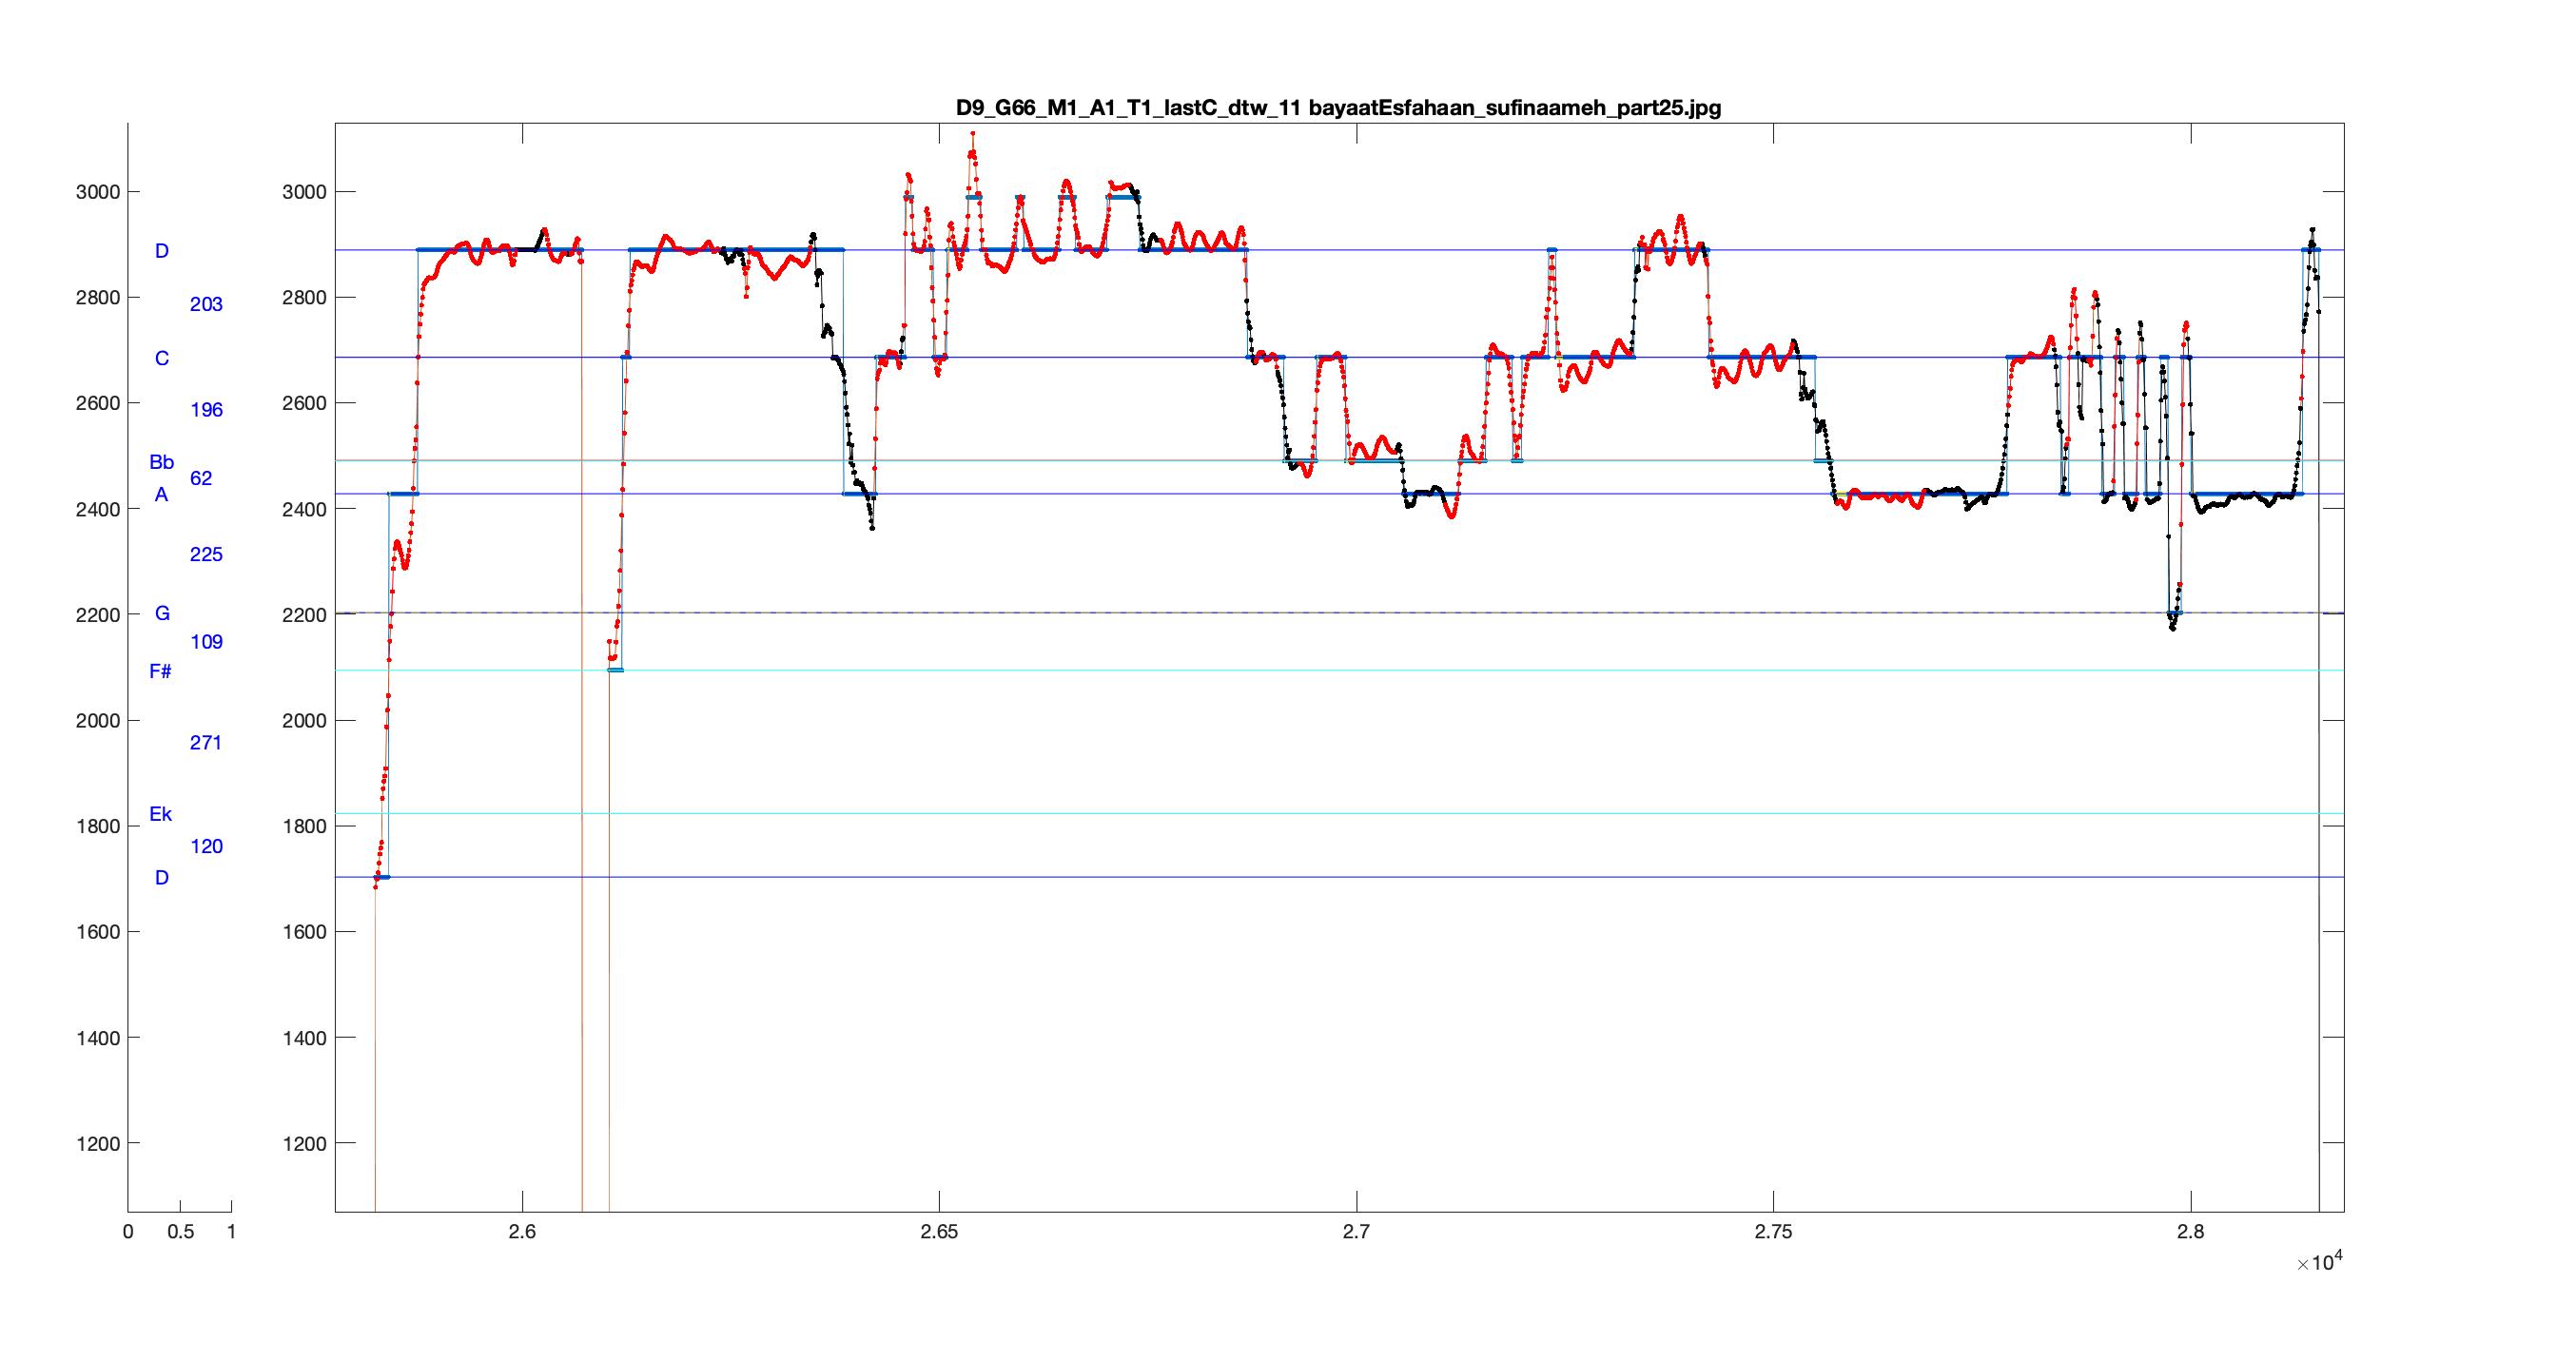 D9_G66_M1_A1_T1_lastC_dtw_11 bayaatEsfahaan_sufinaameh_part25.jpg
3000 3000
D
2800 203 2800
C
2600 196 2600
Bb
62
A
2400 2400
225
2200 G 2200
109
F#
2000 2000
271
1800 Ek 1800
120
D
1600 1600
1400 1400
1200 1200
0 0.5 1 2.6 2.65 2.7 2.75 2.8
×10^4